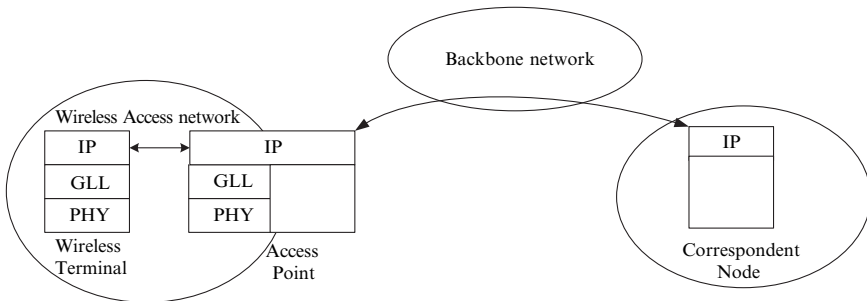 Backbone network
Wireless Access network
IP
IP
IP
GLL
GLL
PHY
PHY
Wireless
Terminal
Access
Point
Correspondent
Node